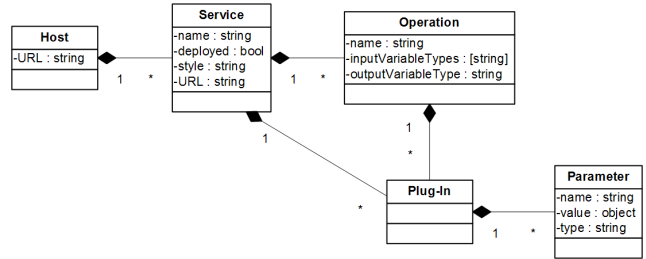 Host
-URL : string
1
*
Service
-name : string
-deployed : bool
-style : string
-URL : string
1
*
Operation
-name : string
-inputVariableTypes : [string]
-outputVariableType : string
1
*
1
*
Plug-In
1
*
Parameter
-name : string
-value : object
-type : string